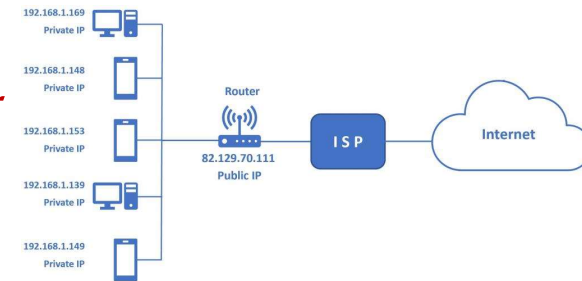 192.168.1.169
Private IP
192.168.1.148
Private IP
192.168.1.153
Private IP
192.168.1.139
Private IP
192.168.1.149
Private IP
Router
82.129.70.111
Public IP
ISP
Internet